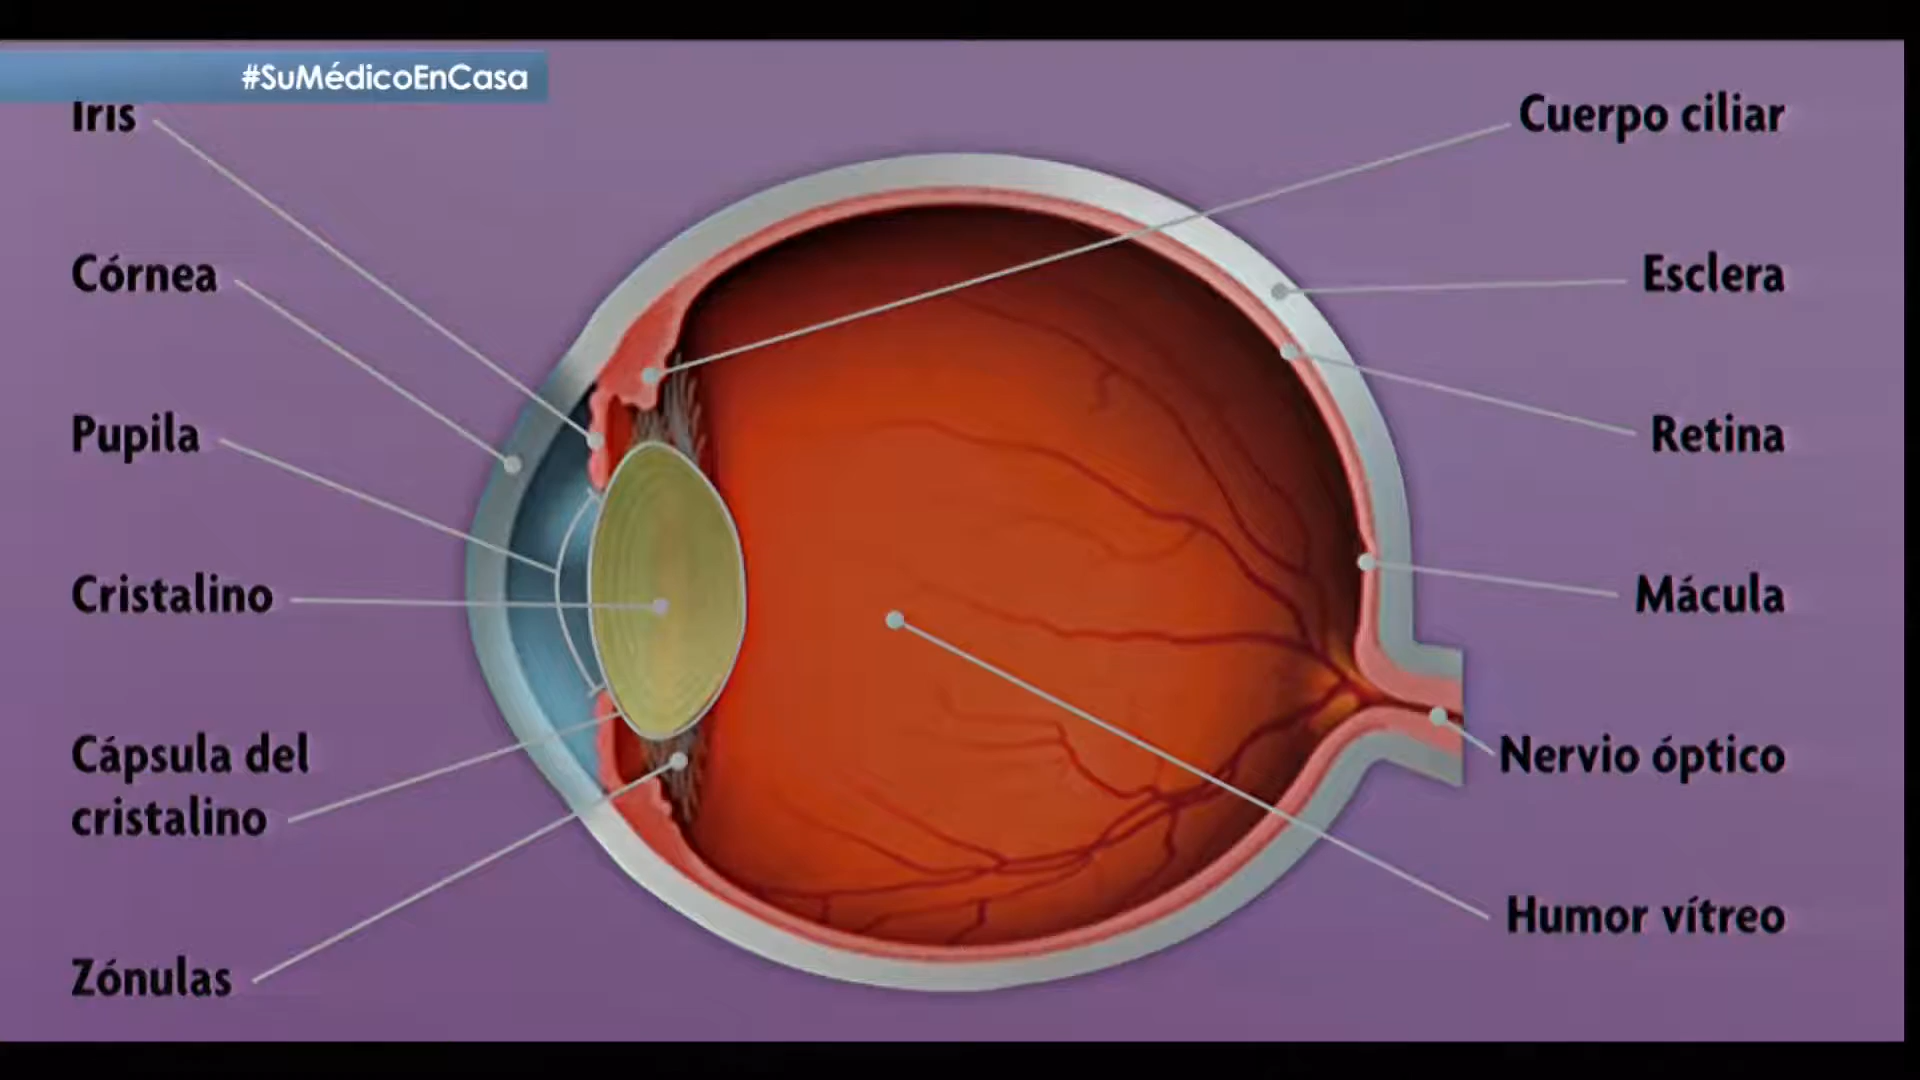 #SuMédicoEnCasa
Iris
Córnea
Pupila
Cristalino
Cápsula del
cristalino
Zónulas
Cuerpo ciliar
Esclera
Retina
Mácula
Nervio óptico
Humor vítreo